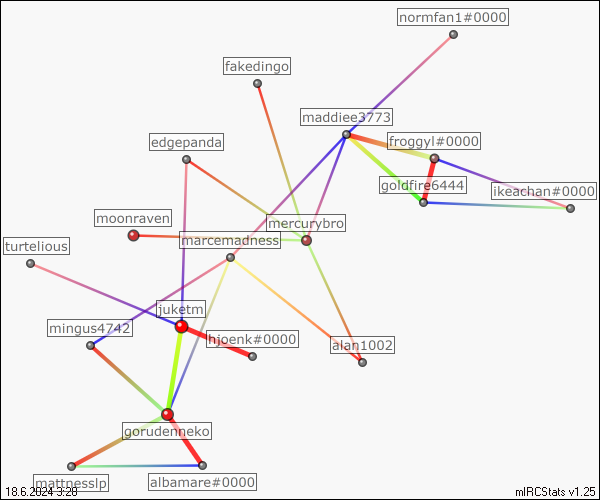 normfan1#0000
fakedingo
maddiee3773
edgepanda
froggyl#0000
goldfire6444
ikeachan#0000
moonraven
mercurybro
turtelious
marcemadness
juketm
mingus4742
hjoenk#0000
alan1002
gorudenneko
mattnesslp
albamare#0000
18.6.2024 3:28
mIRCStats v1.25